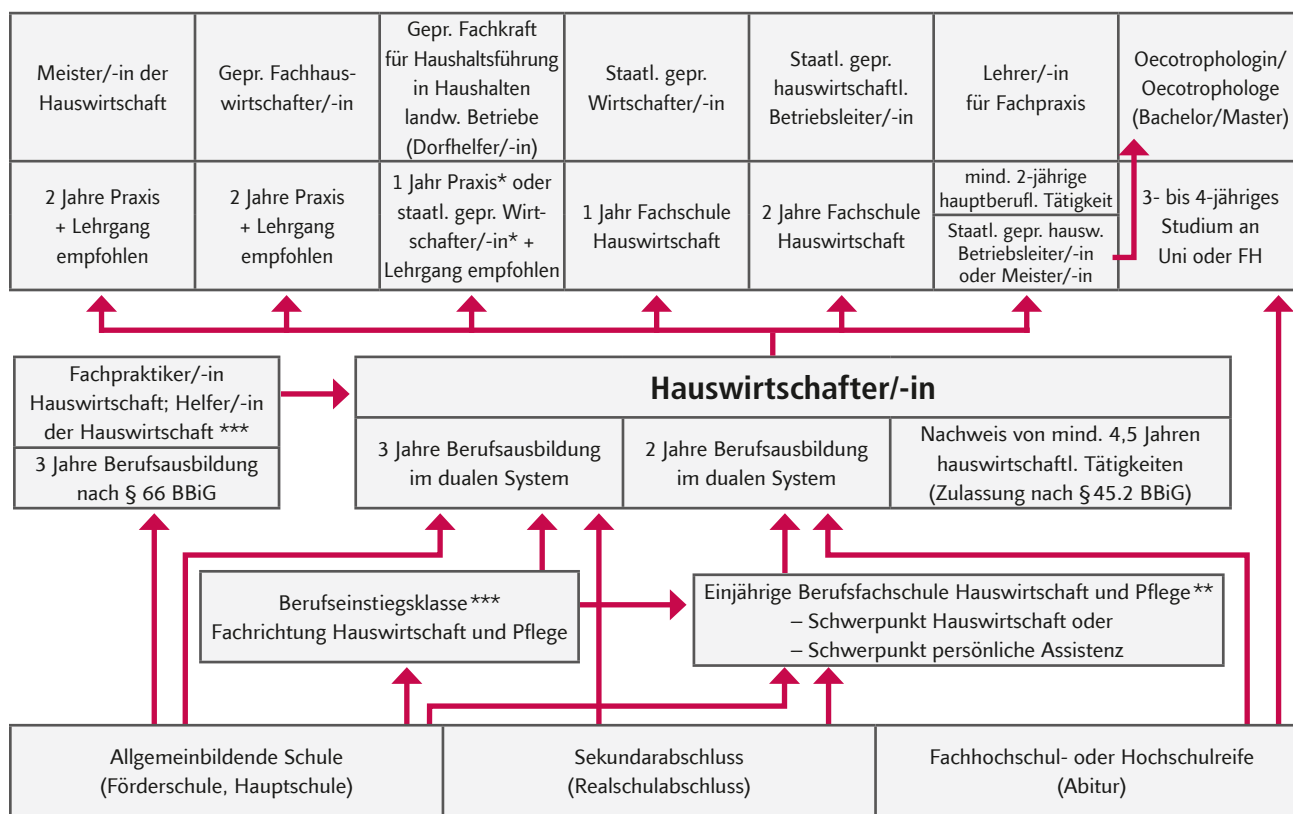 Meister/-in der
Hauswirtschaft
Gepr. Fachhaus-
wirtschafter/-in
Gepr. Fachkraft
für Haushaltsführung
in Haushalten
landw. Betriebe
(Dorfhelfer/-in)
Staatl. gepr.
Wirtschafter/-in
Staatl. gepr.
hauswirtschaftl.
Betriebsleiter/-in
Lehrer/-in
für Fachpraxis
Oecotrophologin/
Oecotrophologe
(Bachelor/Master)
2 Jahre Praxis
+ Lehrgang
empfohlen
2 Jahre Praxis
+ Lehrgang
empfohlen
1 Jahr Praxis* oder
staatl. gepr. Wirt-
schafter/-in* +
Lehrgang empfohlen
1 Jahr Fachschule
Hauswirtschaft
2 Jahre Fachschule
Hauswirtschaft
mind. 2-jährige
hauptberufl. Tätigkeit
Staatl. gepr. hausw.
Betriebsleiter/-in
oder Meister/-in
3- bis 4-jähriges
Studium an
Uni oder FH
Fachpraktiker/-in
Hauswirtschaft; Helfer/-in
der Hauswirtschaft ***
3 Jahre Berufsausbildung
nach § 66 BBiG
Hauswirtschafter/-in
3 Jahre Berufsausbildung
im dualen System
2 Jahre Berufsausbildung
im dualen System
Nachweis von mind. 4,5 Jahren
hauswirtschaftl. Tätigkeiten
(Zulassung nach § 45.2 BBiG)
Berufseinstiegsklasse ***
Fachrichtung Hauswirtschaft und Pflege
Einjährige Berufsfachschule Hauswirtschaft und Pflege **
– Schwerpunkt Hauswirtschaft oder
– Schwerpunkt persönliche Assistenz
Allgemeinbildende Schule
(Förderschule, Hauptschule)
Sekundarabschluss
(Realschulabschluss)
Fachhochschul- oder Hochschulreife
(Abitur)